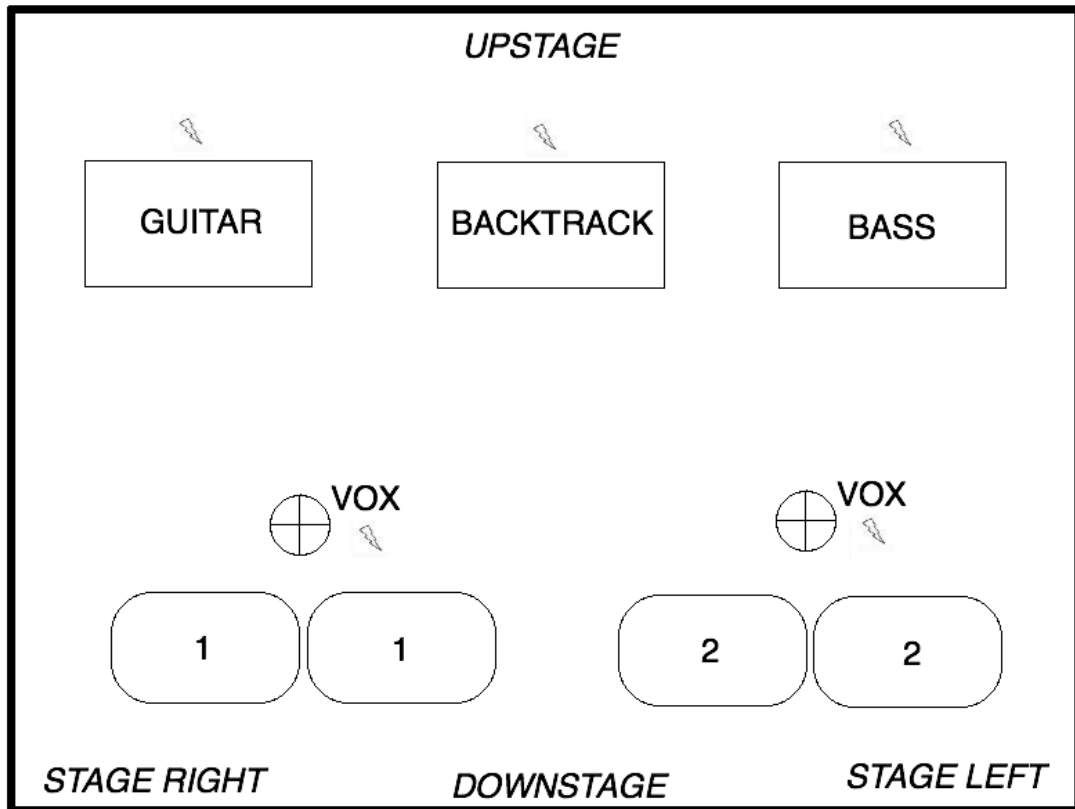 UPSTAGE
GUITAR
BACKTRACK
BASS
VOX
VOX
1
1
2
2
STAGE RIGHT
DOWNSTAGE
STAGE LEFT